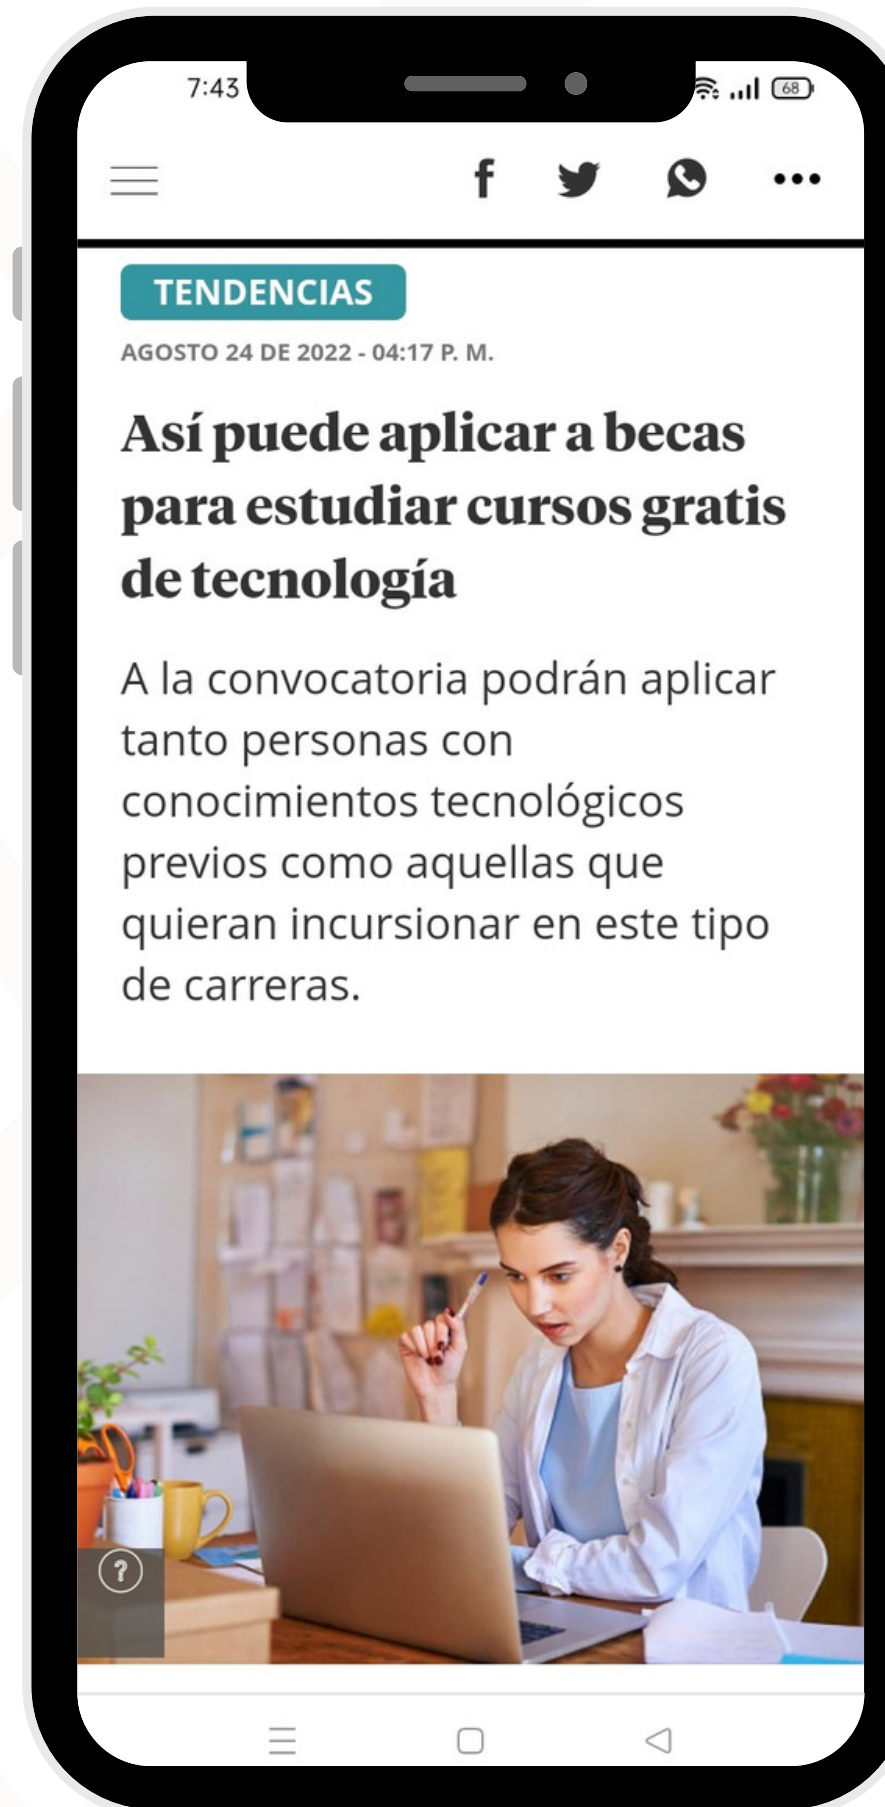 7:43
68
TENDENCIAS
AGOSTO 24 DE 2022 - 04:17 P. M.
Así puede aplicar a becas
para estudiar cursos gratis
de tecnología
A la convocatoria podrán aplicar
tanto personas con
conocimientos tecnológicos
previos como aquellas que
quieran incursionar en este tipo
de carreras.
?